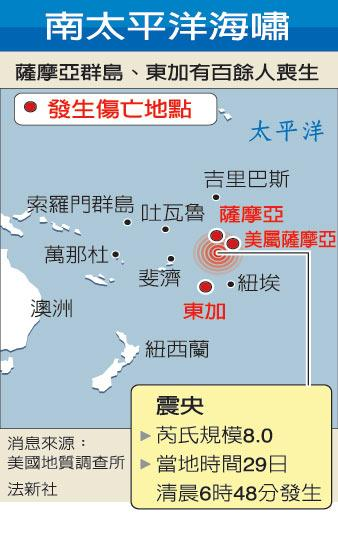 南太平洋海嘯
薩摩亞群島、東加有百餘人喪生
發生傷亡地點
太平洋
吉里巴斯
索羅門群島
吐瓦魯
薩摩亞
美屬薩摩亞
萬那杜
斐濟
紐埃
澳洲
東加
紐西蘭
震央
芮氏規模8.0
當地時間29日
清晨6時48分發生
消息來源：
美國地質調查所
法新社